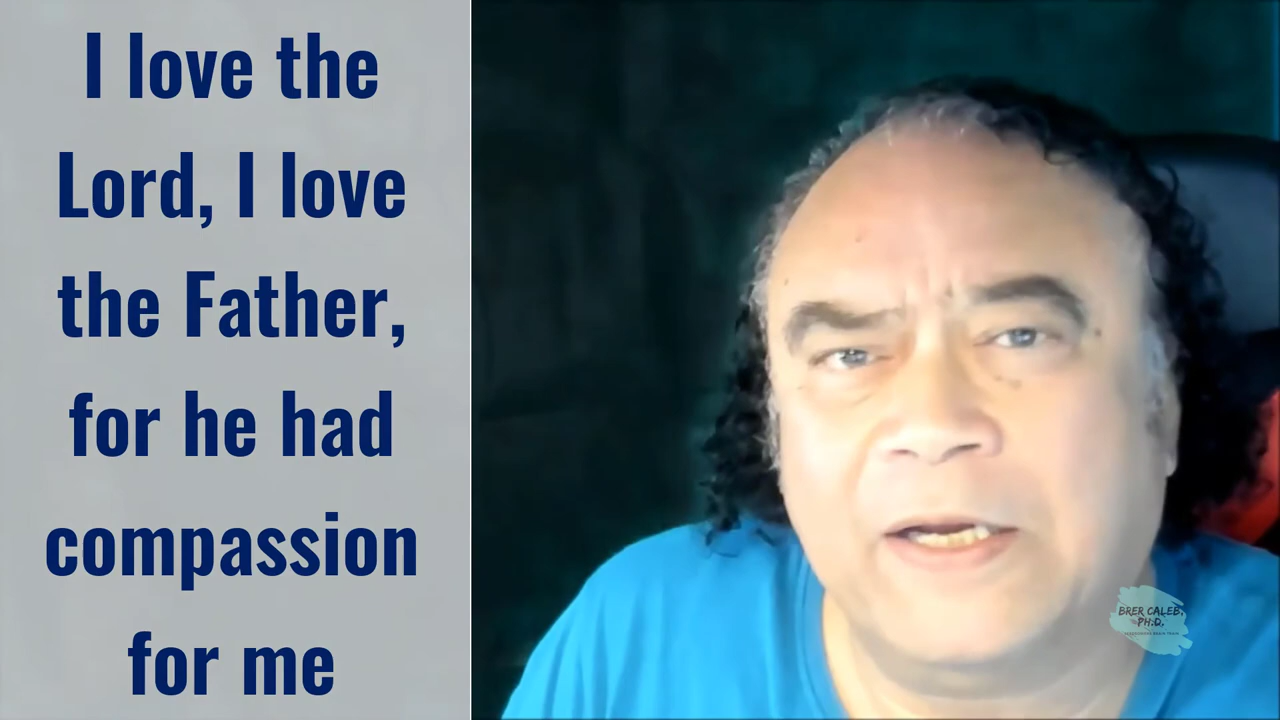 I love the
Lord, I love
the Father,
for he had
compassion
for me
BRER CALEB,
PH.D.